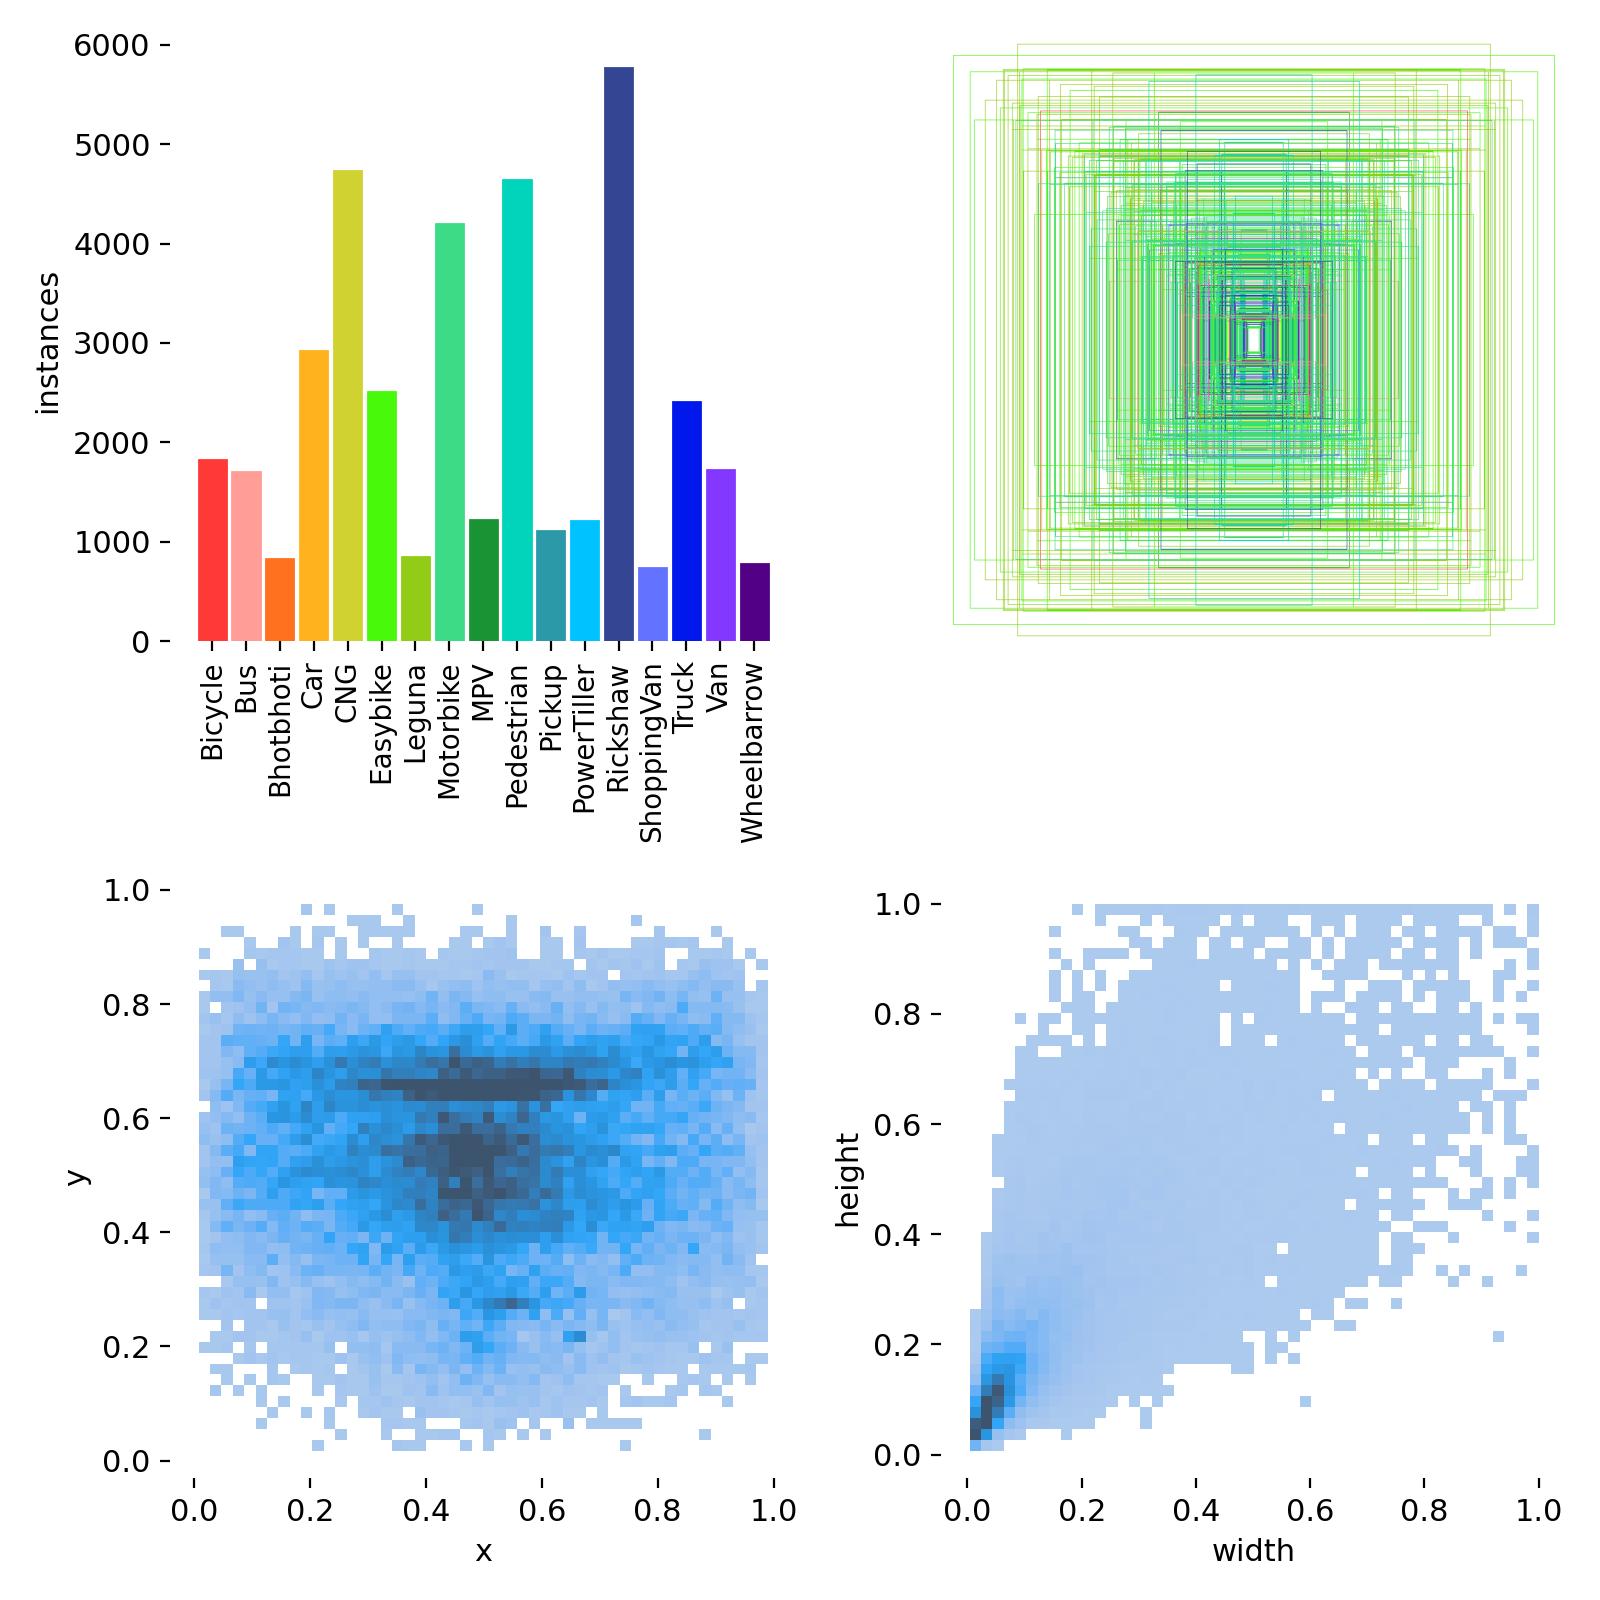 6000
5000
4000
3000
2000
1000
0
instances
Bicycle
Bus
Bhotbhoti
Car
CNG
Easybike
Leguna
Motorbike
MPV
Pedestrian
Pickup
PowerTiller
Rickshaw
ShoppingVan
Truck
Van
Wheelbarrow
1.0
0.8
0.6
0.4
0.2
0.0
y
0.0 0.2 0.4 0.6 0.8 1.0
x
1.0
0.8
0.6
0.4
0.2
0.0
height
0.0 0.2 0.4 0.6 0.8 1.0
width